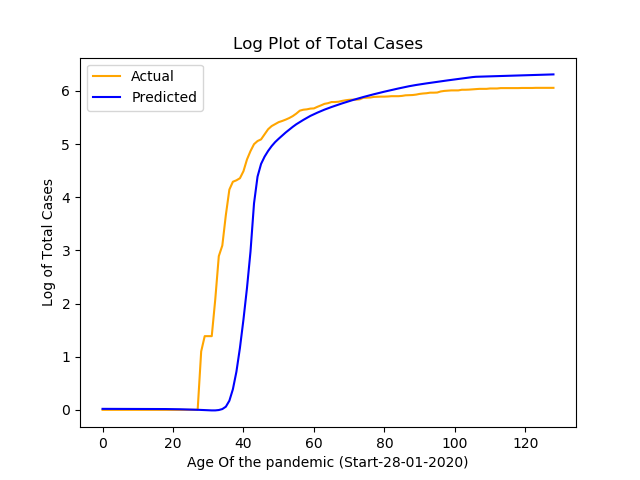 Log Plot of Total Cases
Actual
Predicted
Log of Total Cases
6
5
4
3
2
1
0
0 20 40 60 80 100 120
Age Of the pandemic (Start-28-01-2020)